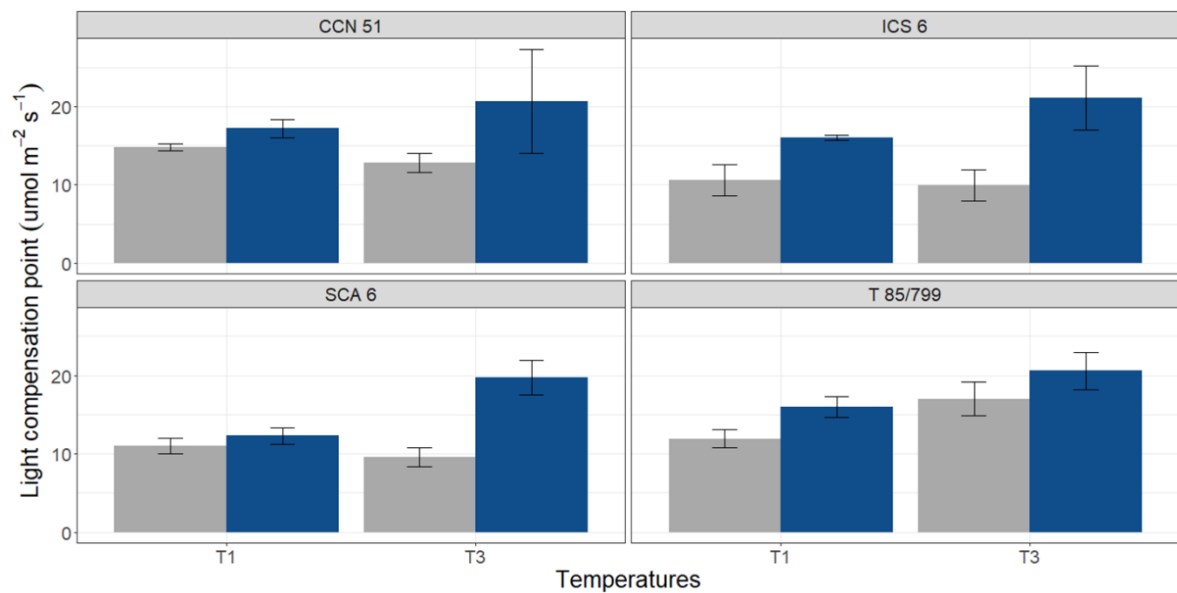 CCN 51
ICS 6
20
10
0
SCA 6
T 85/799
20
10
0
T1
T3
T1
T3
Temperatures
Light compensation point (umol m⁻² s⁻¹)